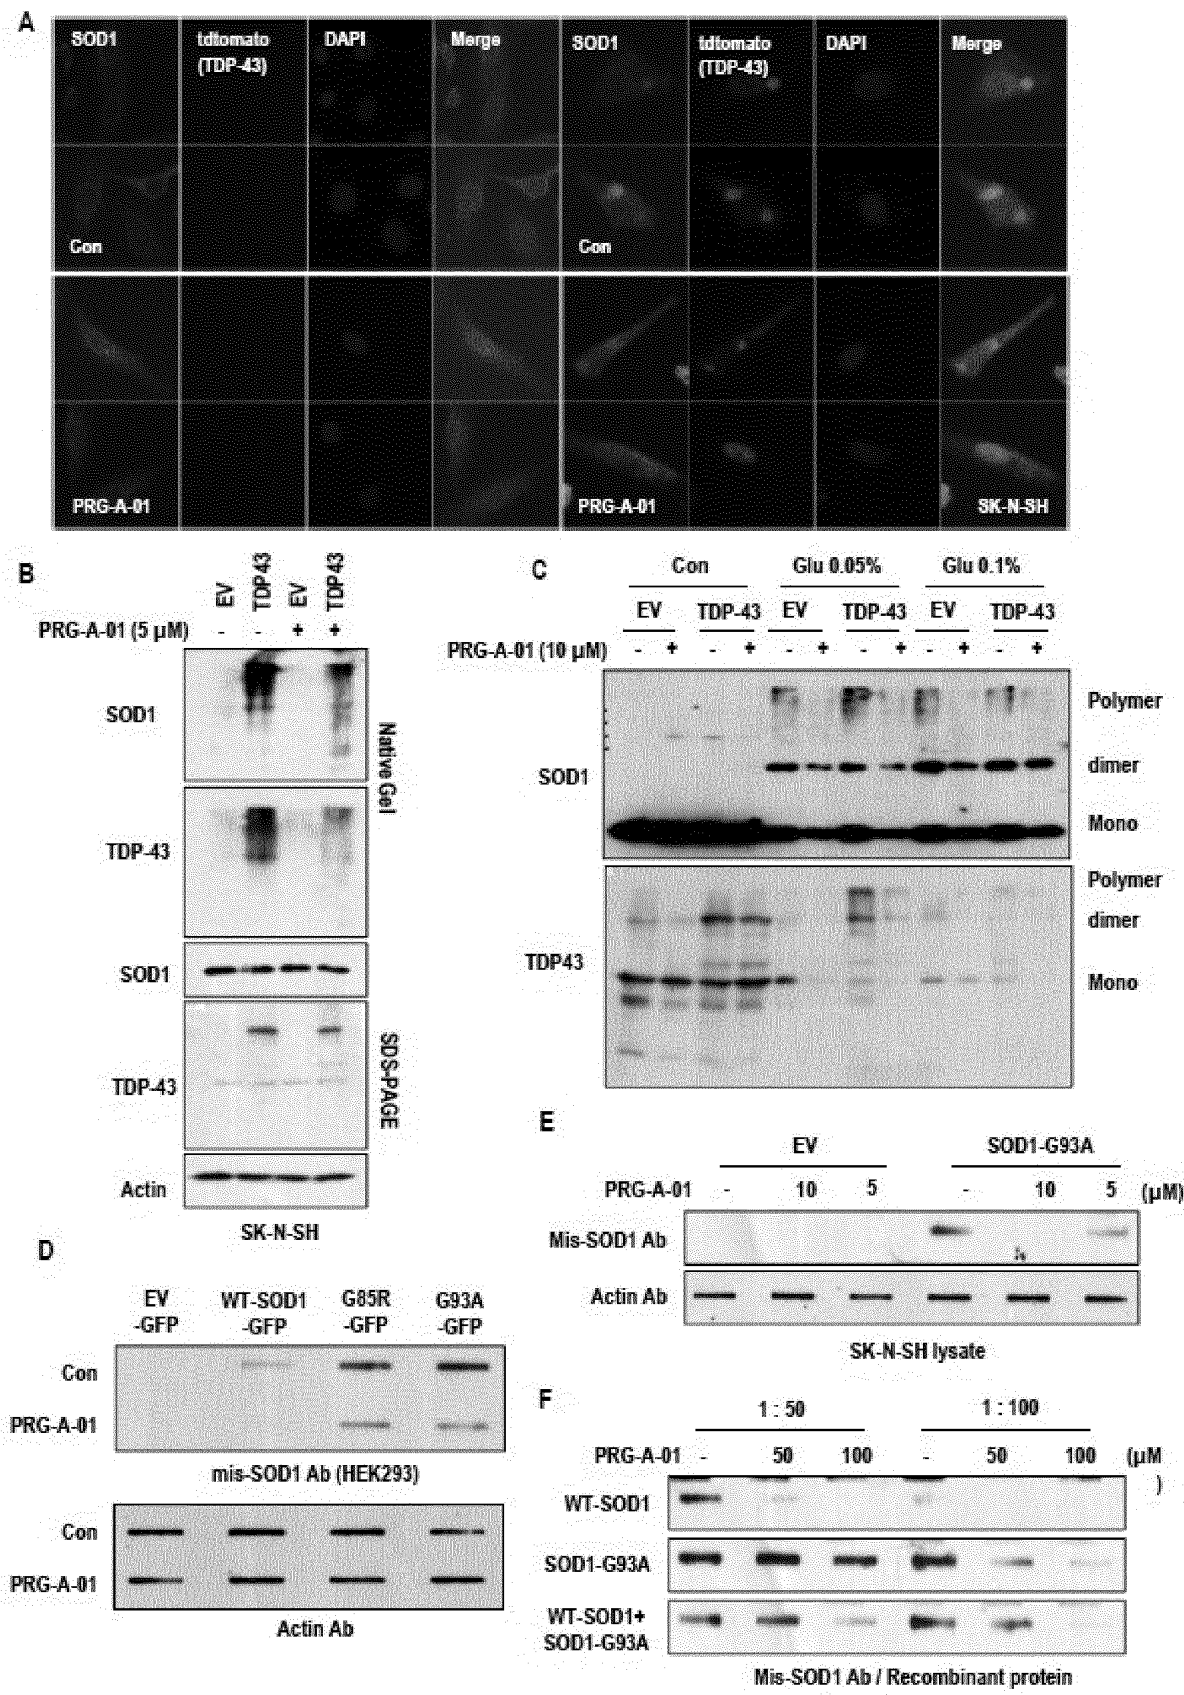 A
SOD1 tdtomato DAPI Merge SOD1 tdtomato DAPI Merge
(TDP-43) (TDP-43)
Con Con
PRG-A-01 PRG-A-01 SK-N-SH
B
EV TDP43 EV TDP43
PRG-A-01 (5 µM) - - + +
SOD1
TDP-43
Native Gel
SOD1
TDP-43
SDS-PAGE
Actin
SK-N-SH
C
Con Glu 0.05% Glu 0.1%
EV TDP-43 EV TDP-43 EV TDP-43
PRG-A-01 (10 µM) - + - + - + - + - + - +
SOD1
Polymer
dimer
Mono
TDP43
Polymer
dimer
Mono
D
EV WT-SOD1 G85R G93A
-GFP -GFP -GFP -GFP
Con
PRG-A-01
mis-SOD1 Ab (HEK293)
Con
PRG-A-01
Actin Ab
E
EV SOD1-G93A
PRG-A-01 - 10 5 - 10 5 (µM)
Mis-SOD1 Ab
Actin Ab
SK-N-SH lysate
F
1 : 50 1 : 100
PRG-A-01 - 50 100 - 50 100 (µM
)
WT-SOD1
SOD1-G93A
WT-SOD1+
SOD1-G93A
Mis-SOD1 Ab / Recombinant protein